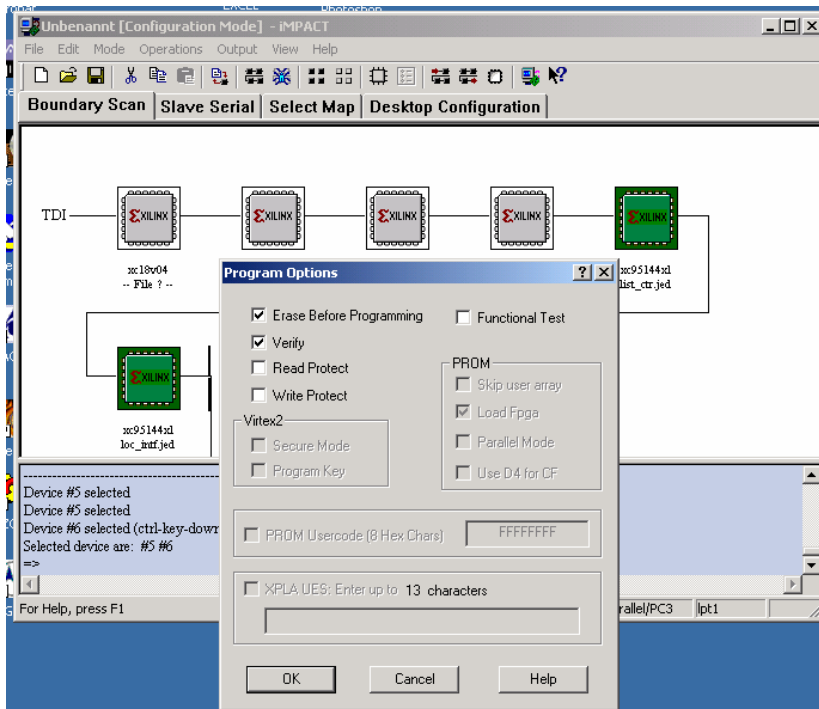 EXCEL Photoshop
Unbenannt [Configuration Mode] - iMPACT
File Edit Mode Operations Output View Help
Boundary Scan Slave Serial Select Map Desktop Configuration
TDI
XILINX XILINX XILINX XILINX XILINX
xc18v04
-- File ? --
xc95144xl
list_ctr.jed
XILINX
xc95144xl
loc_intf.jed
Program Options
Erase Before Programming
Functional Test
Verify
Read Protect
Write Protect
PROM
Skip user array
Load Fpga
Parallel Mode
Use D4 for CF
Virtex2
Secure Mode
Program Key
PROM Usercode (8 Hex Chars) FFFFFFFF
XPLA UES: Enter up to 13 characters
OK Cancel Help
Device #5 selected
Device #5 selected
Device #6 selected (ctrl-key-down
Selected device are: #5 #6
=>
For Help, press F1
rallel/PC3 lpt1